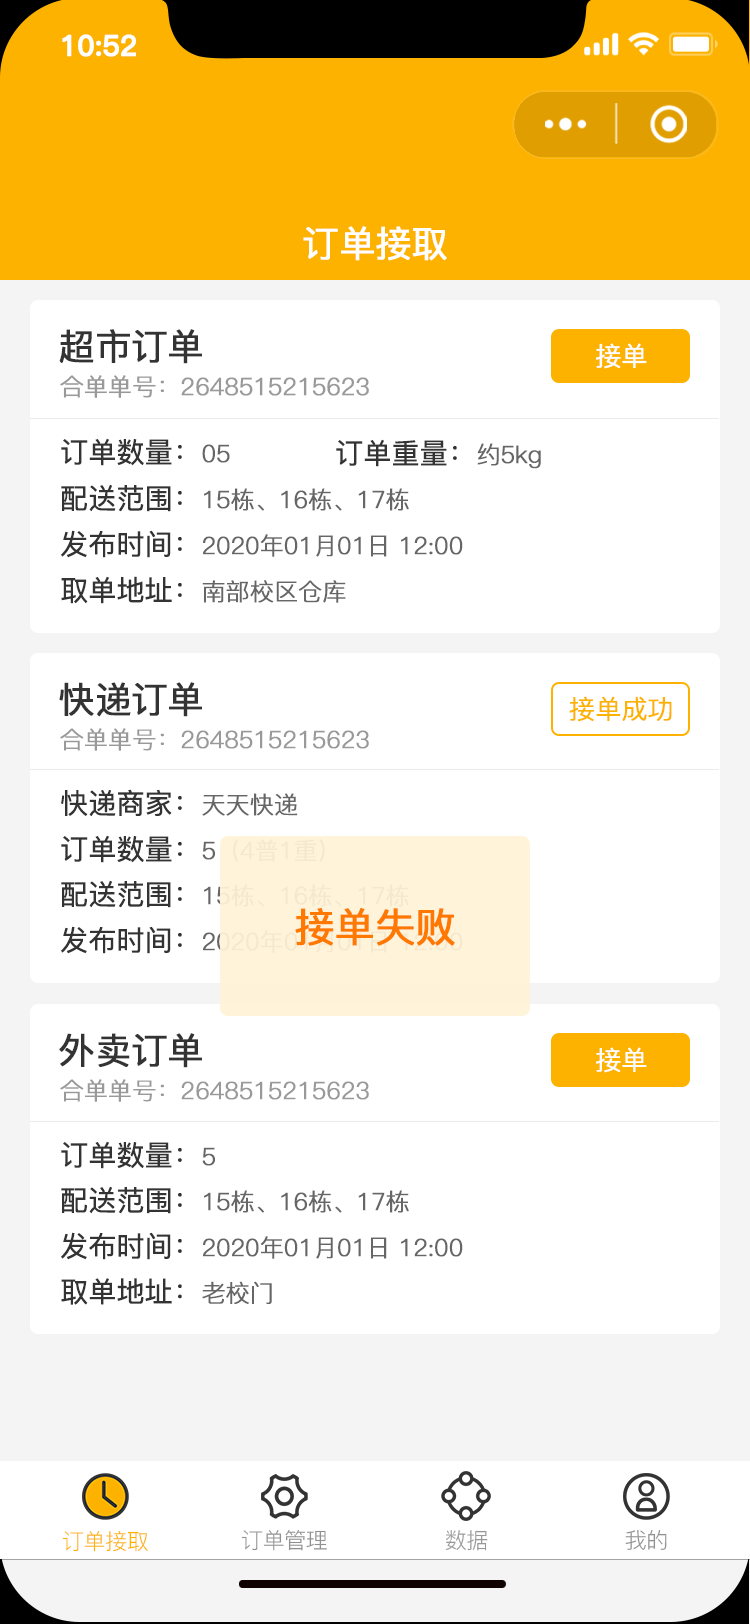 10:52
订单接取
超市订单
接单
合单单号：2648515215623
订单数量：05 订单重量：约5kg
配送范围：15栋、16栋、17栋
发布时间：2020年01月01日 12:00
取单地址：南部校区仓库
快递订单
接单成功
合单单号：2648515215623
快递商家：天天快递
订单数量：5（4普1重）
配送范围：15栋、16栋、17栋
接单失败
发布时间：2020年01月01日 12:00
外卖订单
接单
合单单号：2648515215623
订单数量：5
配送范围：15栋、16栋、17栋
发布时间：2020年01月01日 12:00
取单地址：老校门
订单接取 订单管理 数据 我的